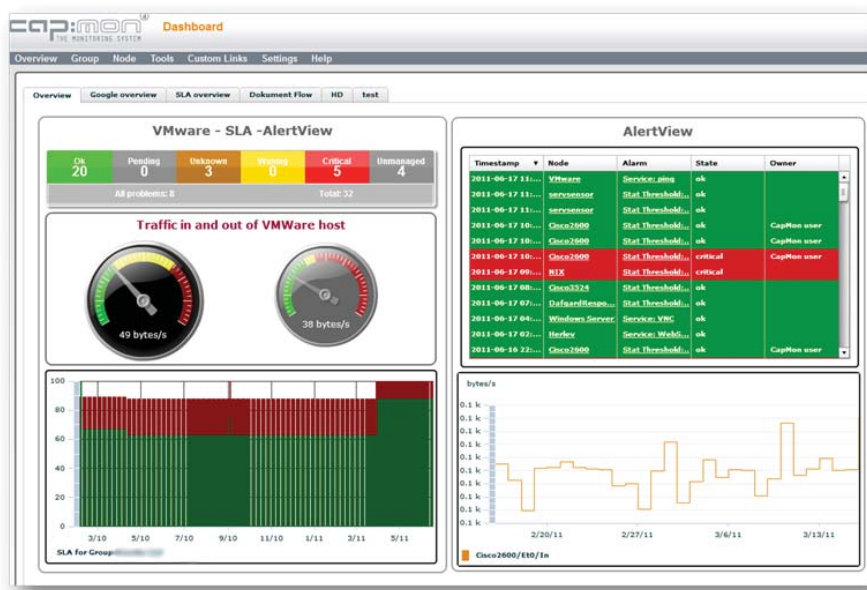 cap:mon Dashboard
THE MONITORING SYSTEM
Overview Group Node Tools Custom Links Settings Help
Overview Google overview SLA overview Dokument Flow HD test
VMware - SLA -AlertView
Ok Pending Unknown Waning Critical Unmanaged
20 0 3 0 5 4
All problems: 8 Total: 32
Traffic in and out of VMWare host
49 bytes/s 38 bytes/s
100
80
60
40
20
0
3/10 5/10 7/10 9/10 11/10 1/11 3/11 5/11
SLA for Group
AlertView
Timestamp ▼ Node Alarm State Owner
2011-06-17 11:... VMware Service: ping ok
2011-06-17 11:... servsensor Stat Threshold:... ok
2011-06-17 11:... servsensor Stat Threshold:... ok
2011-06-17 10:... Cisco2600 Stat Threshold:... ok CapMon user
2011-06-17 10:... Cisco2600 Stat Threshold:... ok CapMon user
2011-06-17 10:... Cisco2600 Stat Threshold:... critical CapMon user
2011-06-17 09:... NIX Stat Threshold:... critical
2011-06-17 08:... Cisco3524 Stat Threshold:... ok
2011-06-17 07:... DafgardRespo... Stat Threshold:... ok
2011-06-17 04:... Windows Server Service: VNC ok
2011-06-17 02:... Herlev Service: WebS... ok
2011-06-16 22:... Cisco2600 Stat Threshold:... ok CapMon user
bytes/s
0.1 k
0.1 k
0.1 k
0.1 k
0.1 k
0.1 k
0.1 k
0.1 k
0.1 k
0.1 k
2/20/11 2/27/11 3/6/11 3/13/11
Cisco2600/Et0/In